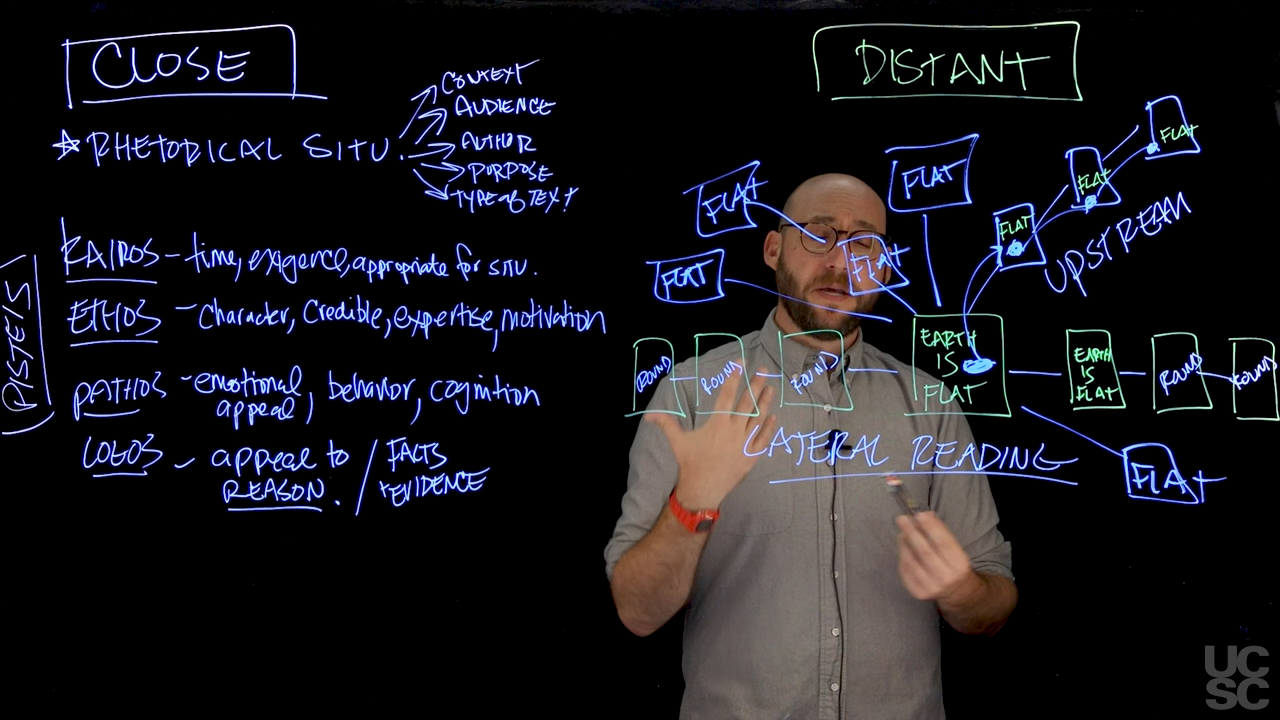 CLOSE
RHETORICAL SITU.
CONTEXT
AUDIENCE
AUTHOR
PURPOSE
TYPE of TEXT
PISTEIS
KAIROS – time, exigence, appropriate for situ.
ETHOS – character, credible, expertise, motivation
PATHOS – emotional appeal, behavior, cognition
LOGOS – appeal to REASON. / FACTS + EVIDENCE
DISTANT
FLAT
FLAT
FLAT
FLAT
FLAT
FLAT
FLAT
UPSTREAM
ROUND
ROUND
ROUND
EARTH IS FLAT
EARTH IS FLAT
ROUND
ROUND
LATERAL READING
FLAT
UC
SC